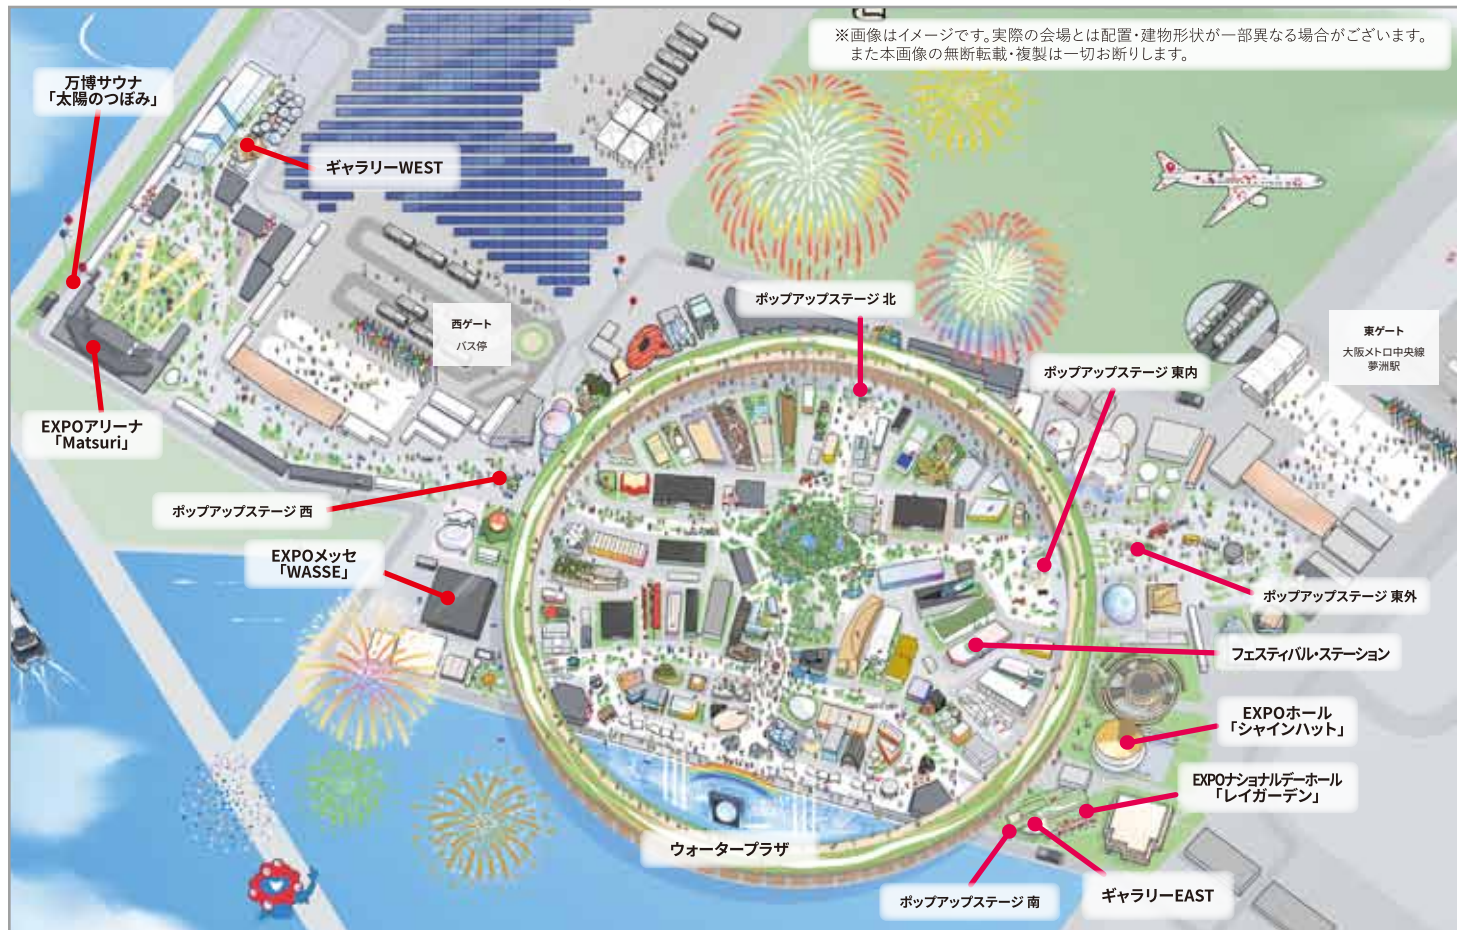 ※画像はイメージです。実際の会場とは配置・建物形状が一部異なる場合がございます。
また本画像の無断転載・複製は一切お断りします。
万博サウナ
「太陽のつぼみ」
ギャラリーWEST
ポップアップステージ 北
西ゲート
バス停
東ゲート
大阪メトロ中央線
夢洲駅
ポップアップステージ 東内
EXPOアリーナ
「Matsuri」
ポップアップステージ 西
EXPOメッセ
「WASSE」
ポップアップステージ 東外
フェスティバル・ステーション
EXPOホール
「シャインハット」
EXPOナショナルデーホール
「レイガーデン」
ウォータープラザ
ポップアップステージ 南
ギャラリーEAST